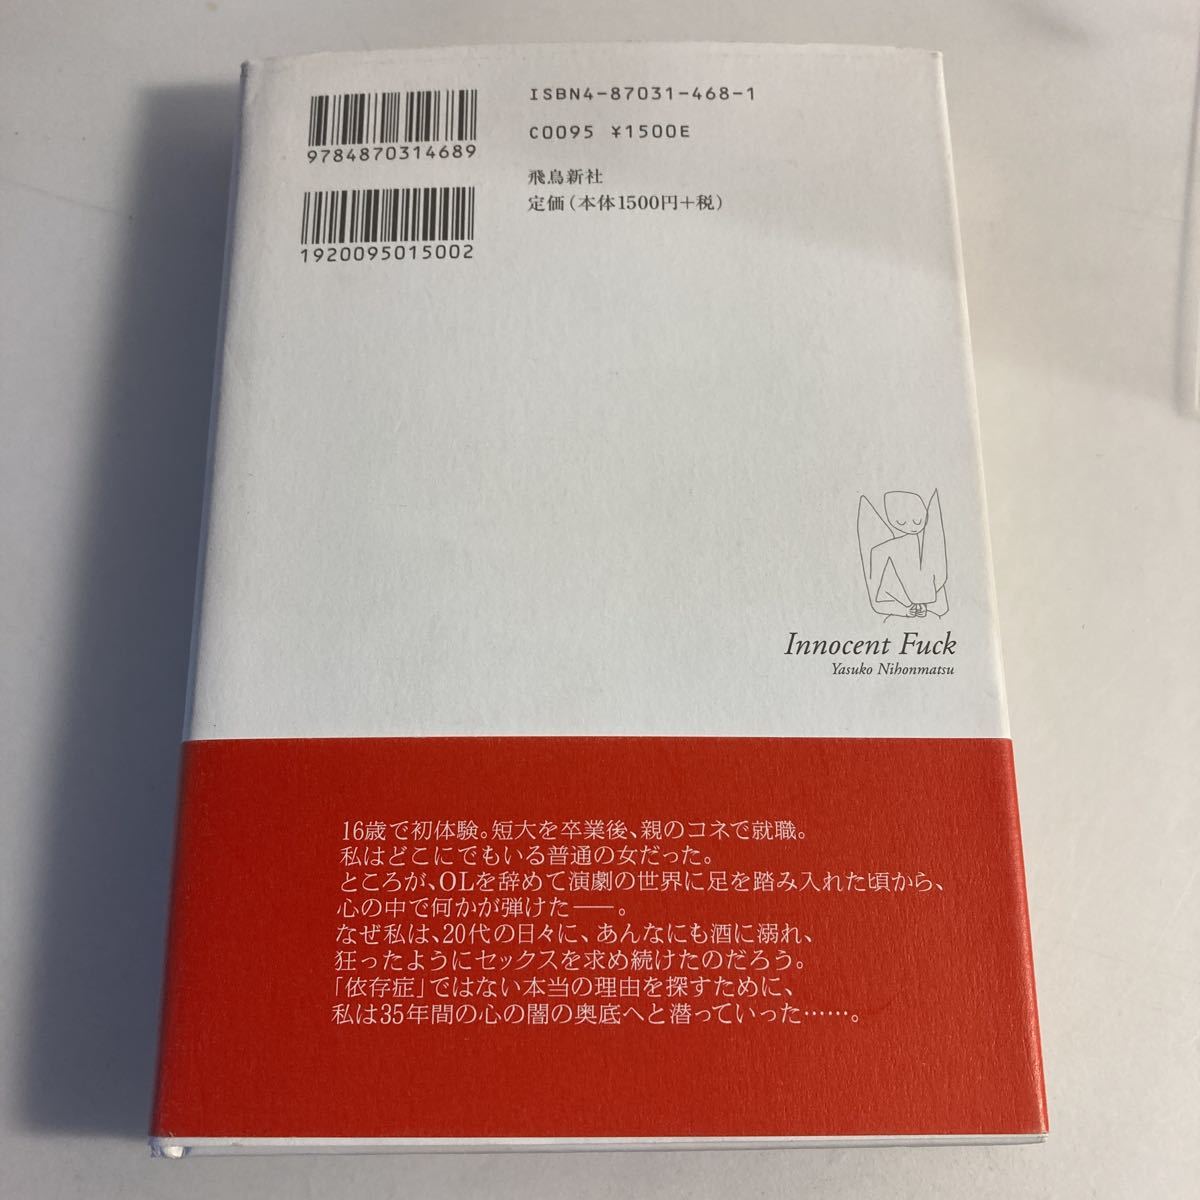 ISBN4-87031-468-1
C0095 ¥1500E
飛鳥新社
定価(本体1500円+税)
9784870314689
1920095015002
Innocent Fuck
Yasuko Nihonmatsu
16歳で初体験。短大を卒業後、親のコネで就職。
私はどこにでもいる普通の女だった。
ところが、OLを辞めて演劇の世界に足を踏み入れた頃から、
心の中で何かが弾けた――。
なぜ私は、20代の日々に、あんなにも酒に溺れ、
狂ったようにセックスを求め続けたのだろう。
「依存症」ではない本当の理由を探すために、
私は35年間の心の闇の奥底へと潜っていった……。